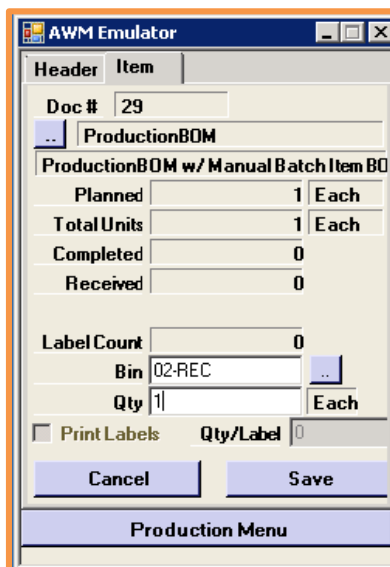 AWM Emulator
Header Item
Doc # 29
.. ProductionBOM
ProductionBOM w/ Manual Batch Item BO
Planned 1 Each
Total Units 1 Each
Completed 0
Received 0
Label Count 0
Bin 02-REC ..
Qty 1 Each
Print Labels Qty/Label 0
Cancel Save
Production Menu